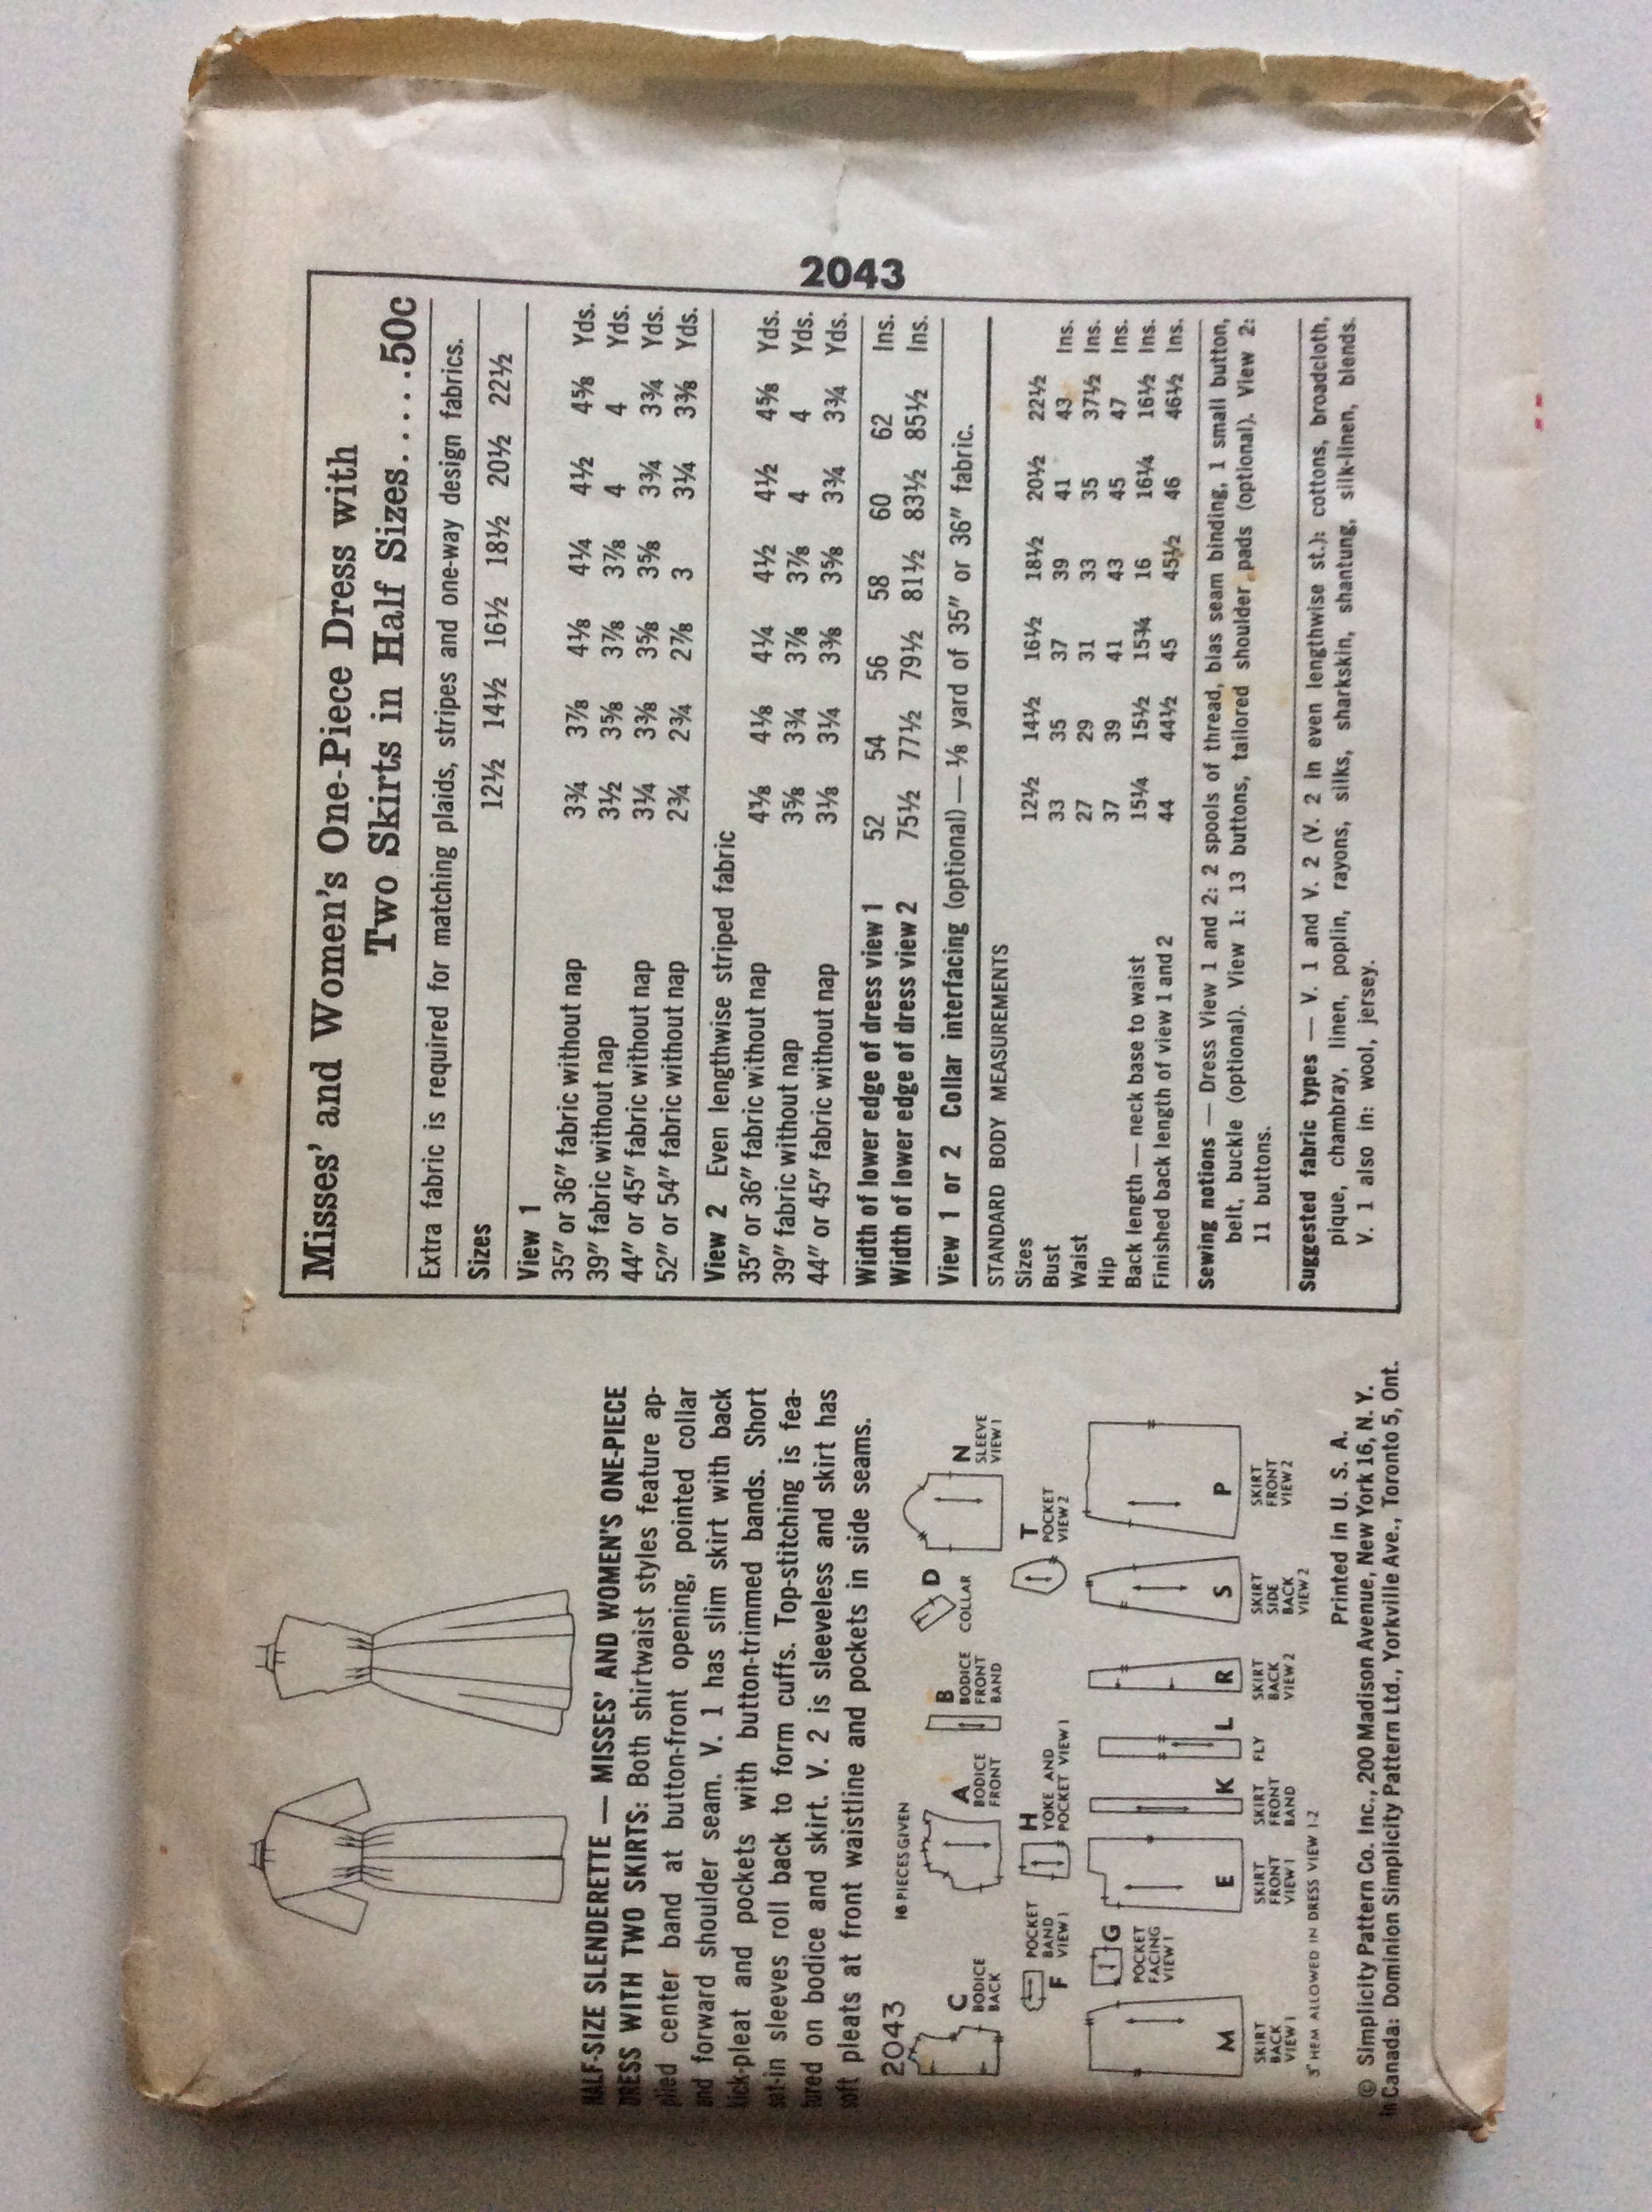 HALF-SIZE SLENDERETTE — MISSES' AND WOMEN'S ONE-PIECE
DRESS WITH TWO SKIRTS: Both shirtwaist styles feature ap-
plied center band at button-front opening, pointed collar
and forward shoulder seam. V. 1 has slim skirt with back
kick-pleat and pockets with button-trimmed bands. Short
set-in sleeves roll back to form cuffs. Top-stitching is fea-
tured on bodice and skirt. V. 2 is sleeveless and skirt has
soft pleats at front waistline and pockets in side seams.
2043
16 PIECES GIVEN
C
BODICE
BACK
A
BODICE
FRONT
B
BODICE
FRONT
BAND
D
COLLAR
N
SLEEVE
VIEW 1
F
POCKET
BAND
VIEW 1
H
YOKE AND
POCKET VIEW 1
T
POCKET
VIEW 2
M
SKIRT
BACK
VIEW 1
G
POCKET
FACING
VIEW 1
E
SKIRT
FRONT
VIEW 1
K
SKIRT
FRONT
BAND
L
FLY
R
SKIRT
BACK
VIEW 2
S
SKIRT
SIDE
BACK
VIEW 2
P
SKIRT
FRONT
VIEW 2
3" HEM ALLOWED IN DRESS VIEW 1-2
Printed in U. S. A.
© Simplicity Pattern Co. Inc., 200 Madison Avenue, New York 16, N. Y.
In Canada: Dominion Simplicity Pattern Ltd., Yorkville Ave., Toronto 5, Ont.
Misses' and Women's One-Piece Dress with
Two Skirts in Half Sizes.....50c
Extra fabric is required for matching plaids, stripes and one-way design fabrics.
Sizes 12½ 14½ 16½ 18½ 20½ 22½
View 1
35" or 36" fabric without nap 3¾ 3⅞ 4⅛ 4¼ 4½ 4⅝ Yds.
39" fabric without nap 3½ 3⅝ 3⅞ 3⅞ 4 4 Yds.
44" or 45" fabric without nap 3¼ 3⅜ 3⅝ 3⅝ 3¾ 3¾ Yds.
52" or 54" fabric without nap 2¾ 2¾ 2⅞ 3 3¼ 3⅜ Yds.
View 2 Even lengthwise striped fabric
35" or 36" fabric without nap 4⅛ 4⅛ 4¼ 4½ 4½ 4⅝ Yds.
39" fabric without nap 3⅝ 3¾ 3⅞ 3⅞ 4 4 Yds.
44" or 45" fabric without nap 3⅛ 3¼ 3⅜ 3⅝ 3¾ 3¾ Yds.
Width of lower edge of dress view 1 52 54 56 58 60 62 Ins.
Width of lower edge of dress view 2 75½ 77½ 79½ 81½ 83½ 85½ Ins.
View 1 or 2 Collar interfacing (optional) — ⅛ yard of 35" or 36" fabric.
STANDARD BODY MEASUREMENTS
Sizes 12½ 14½ 16½ 18½ 20½ 22½
Bust 33 35 37 39 41 43 Ins.
Waist 27 29 31 33 35 37½ Ins.
Hip 37 39 41 43 45 47 Ins.
Back length — neck base to waist 15¼ 15½ 15¾ 16 16¼ 16½ Ins.
Finished back length of view 1 and 2 44 44½ 45 45½ 46 46½ Ins.
Sewing notions — Dress View 1 and 2: 2 spools of thread, bias seam binding, 1 small button,
belt, buckle (optional). View 1: 13 buttons, tailored shoulder pads (optional). View 2:
11 buttons.
Suggested fabric types — V. 1 and V. 2 (V. 2 in even lengthwise st.): cottons, broadcloth,
pique, chambray, linen, poplin, rayons, silks, sharkskin, shantung, silk-linen, blends.
V. 1 also in: wool, jersey.
2043